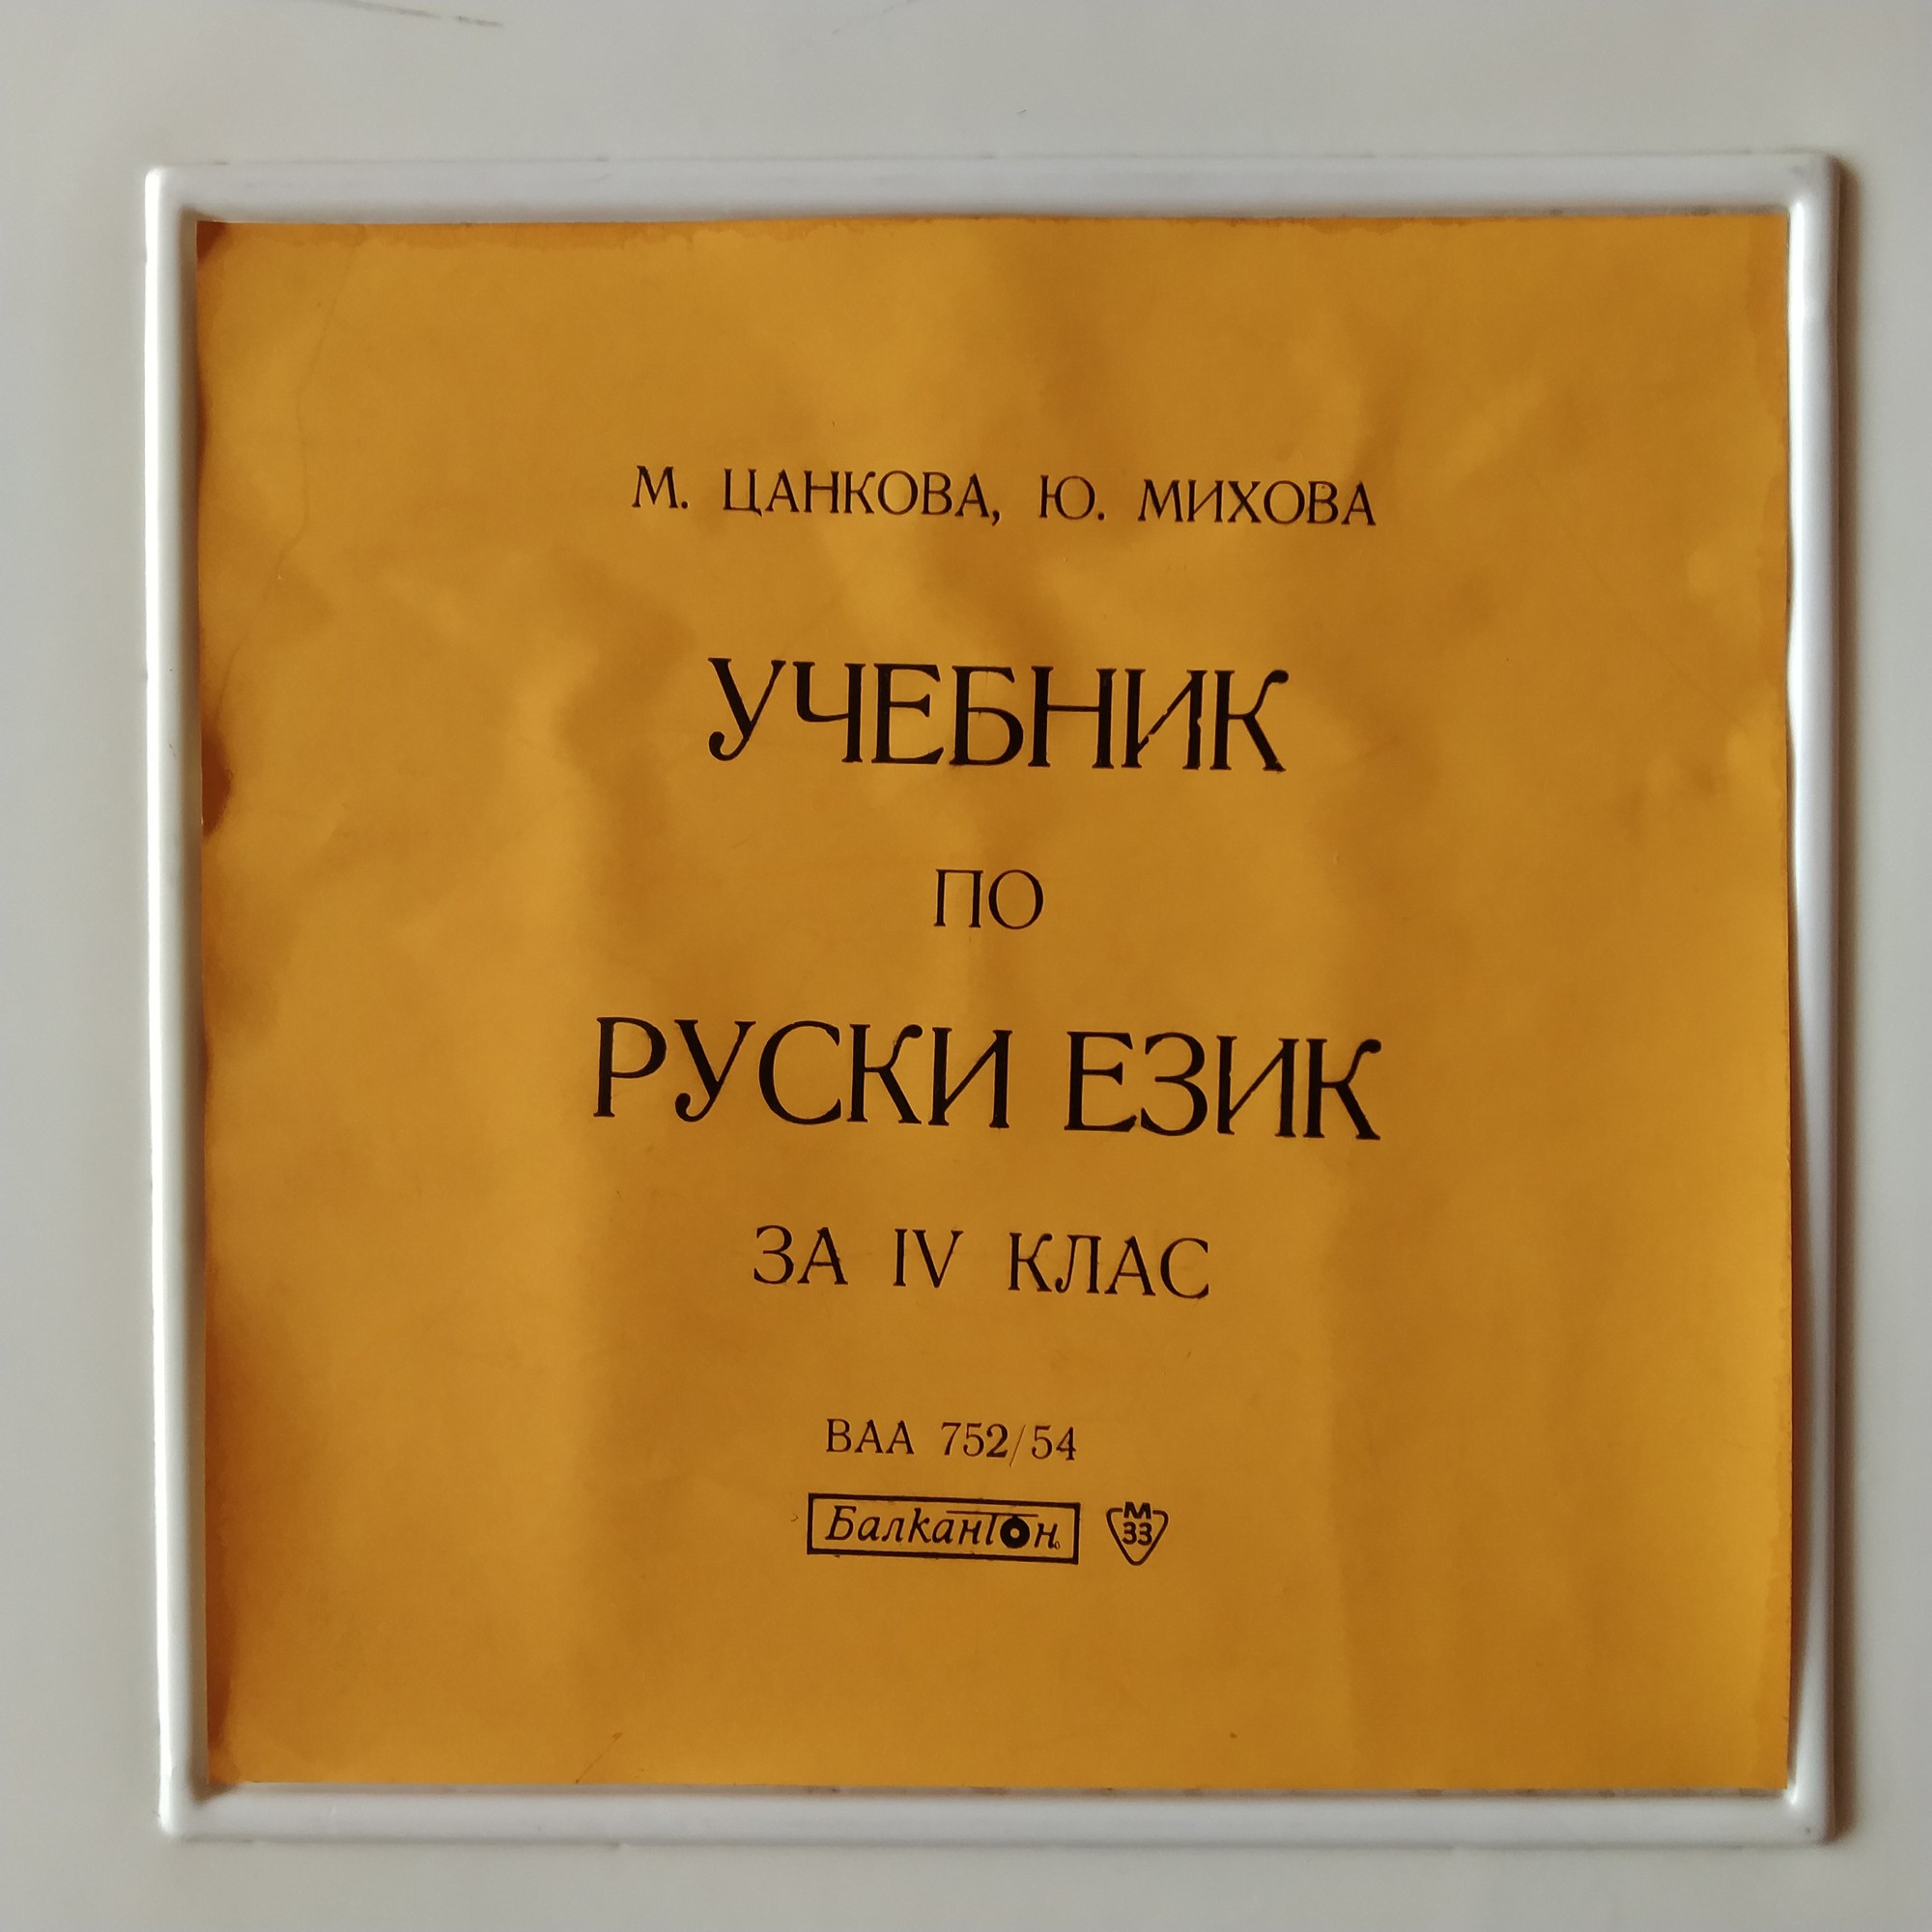 М. ЦАНКОВА, Ю. МИХОВА
УЧЕБНИК
ПО
РУСКИ ЕЗИК
ЗА IV КЛАС
ВАА 752/54
Балкантон
М
33